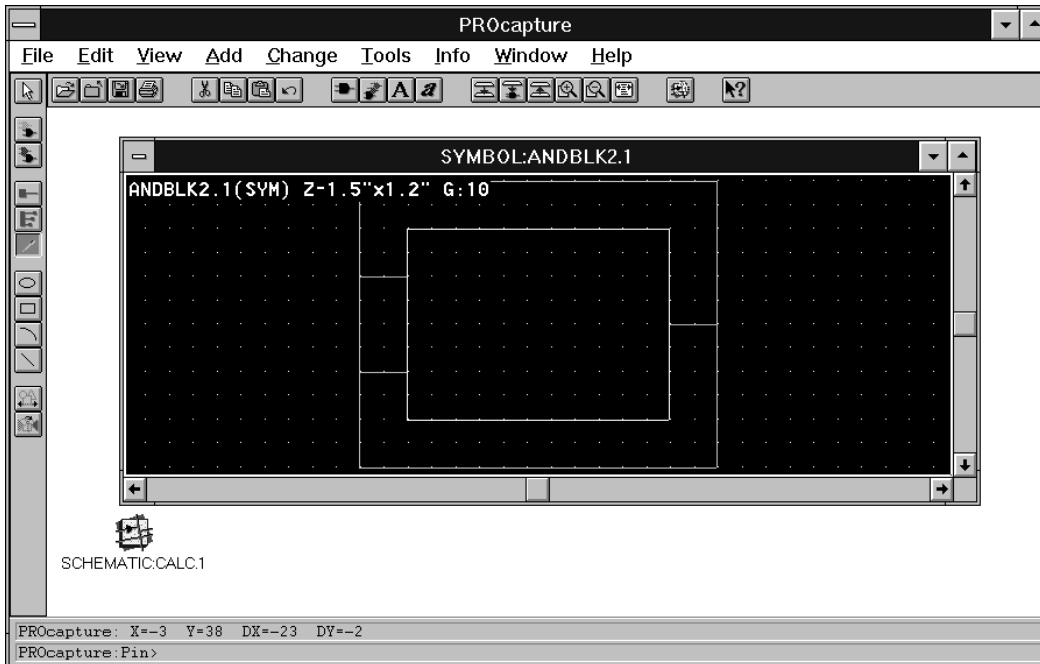 PROcapture
File Edit View Add Change Tools Info Window Help
A a ?
SYMBOL:ANDBLK2.1
ANDBLK2.1(SYM) Z-1.5"x1.2" G:10
SCHEMATIC:CALC.1
PROcapture: X=-3 Y=38 DX=-23 DY=-2
PROcapture:Pin>